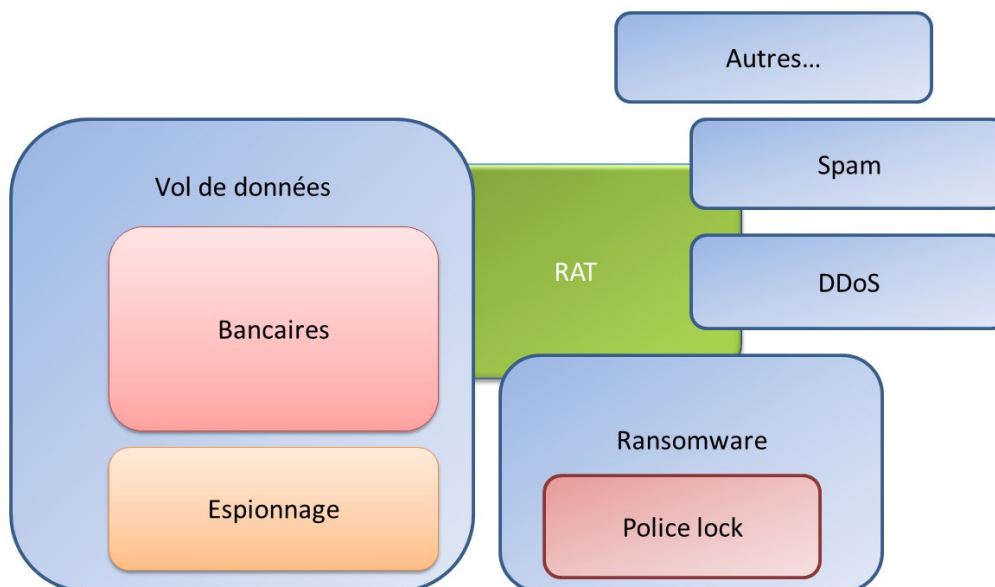 Autres...
Spam
Vol de données
RAT
DDoS
Bancaires
Ransomware
Espionnage
Police lock